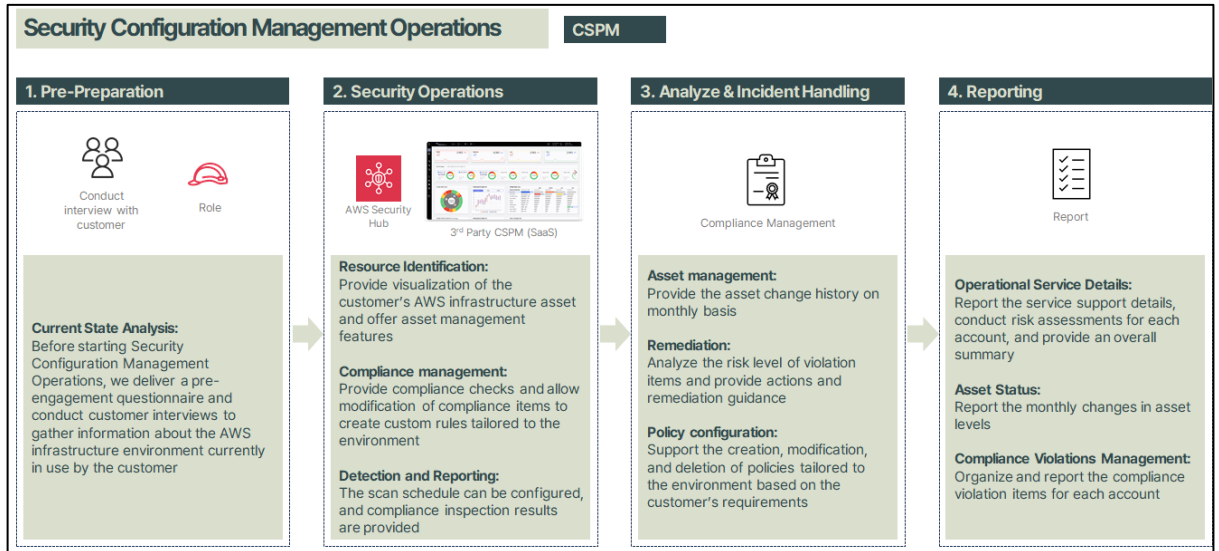 Security Configuration Management Operations
CSPM
1. Pre-Preparation
Conduct
interview with
customer
Role
Current State Analysis:
Before starting Security
Configuration Management
Operations, we deliver a pre-
engagement questionnaire and
conduct customer interviews to
gather information about the AWS
infrastructure environment currently
in use by the customer
2. Security Operations
AWS Security
Hub
3rd Party CSPM (SaaS)
Resource Identification:
Provide visualization of the
customer's AWS infrastructure asset
and offer asset management
features
Compliance management:
Provide compliance checks and allow
modification of compliance items to
create custom rules tailored to the
environment
Detection and Reporting:
The scan schedule can be configured,
and compliance inspection results
are provided
3. Analyze & Incident Handling
Compliance Management
Asset management:
Provide the asset change history on
monthly basis
Remediation:
Analyze the risk level of violation
items and provide actions and
remediation guidance
Policy configuration:
Support the creation, modification,
and deletion of policies tailored to
the environment based on the
customer's requirements
4. Reporting
Report
Operational Service Details:
Report the service support details,
conduct risk assessments for each
account, and provide an overall
summary
Asset Status:
Report the monthly changes in asset
levels
Compliance Violations Management:
Organize and report the compliance
violation items for each account